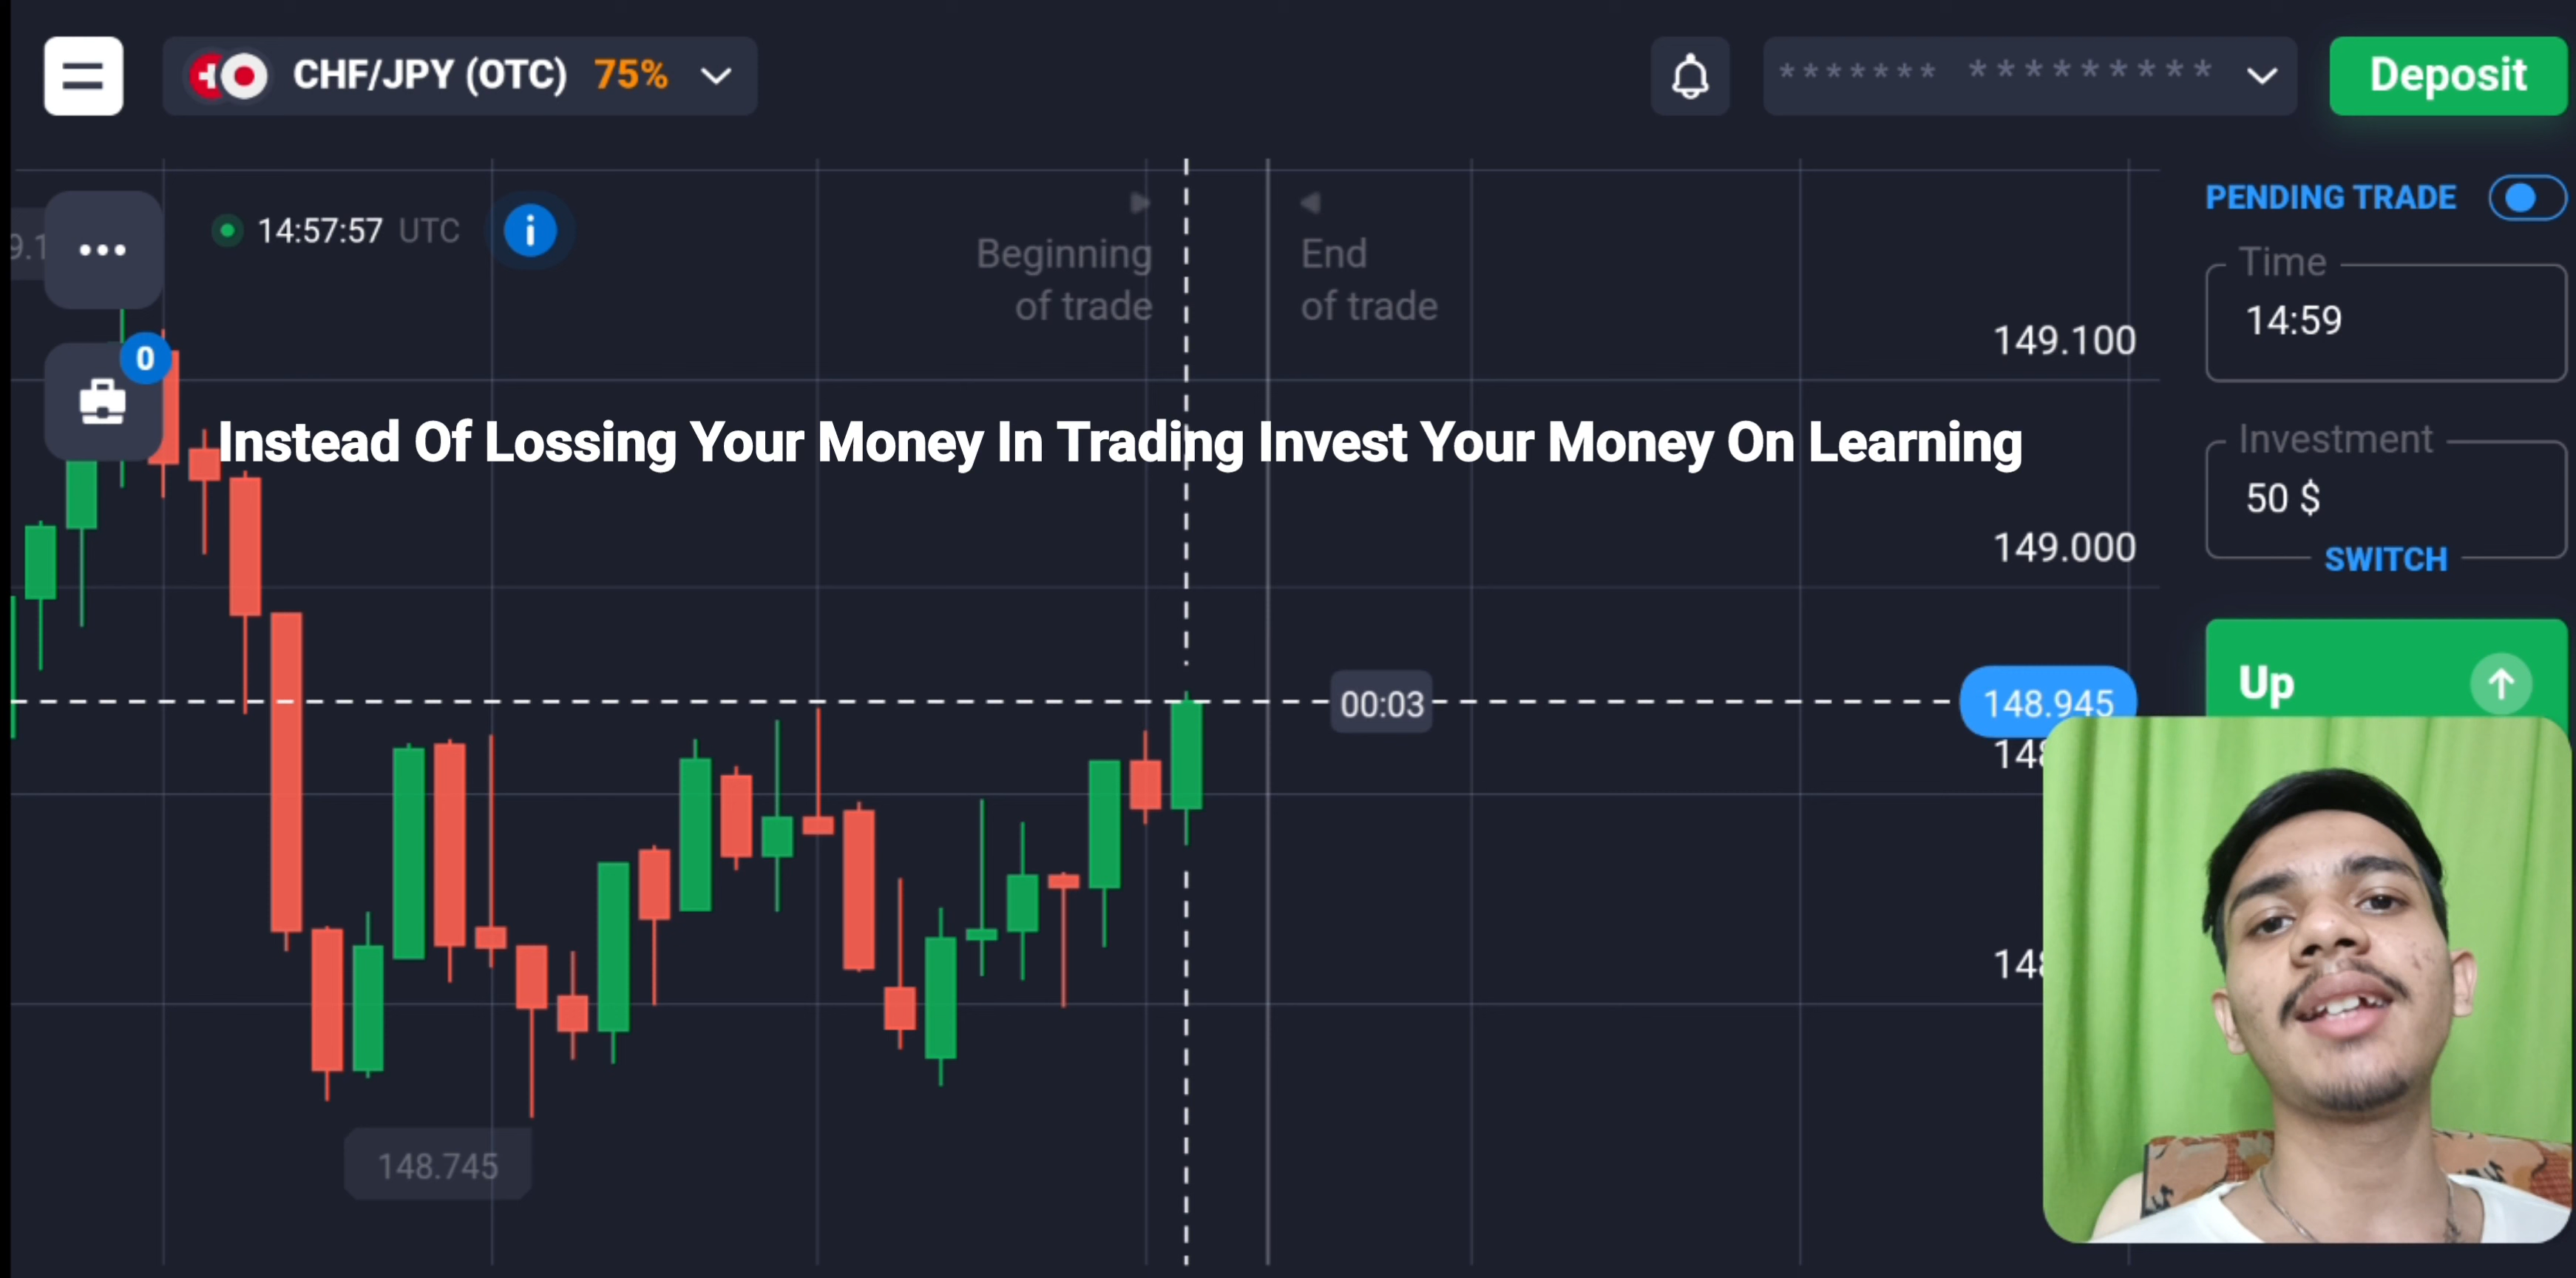 CHF/JPY (OTC) 75%
******* *********
Deposit
14:57:57 UTC
i
Beginning
of trade
End
of trade
PENDING TRADE
Time
14:59
149.100
0
Instead Of Lossing Your Money In Trading Invest Your Money On Learning
Investment
50 $
SWITCH
149.000
Up
00:03
148.945
148.745